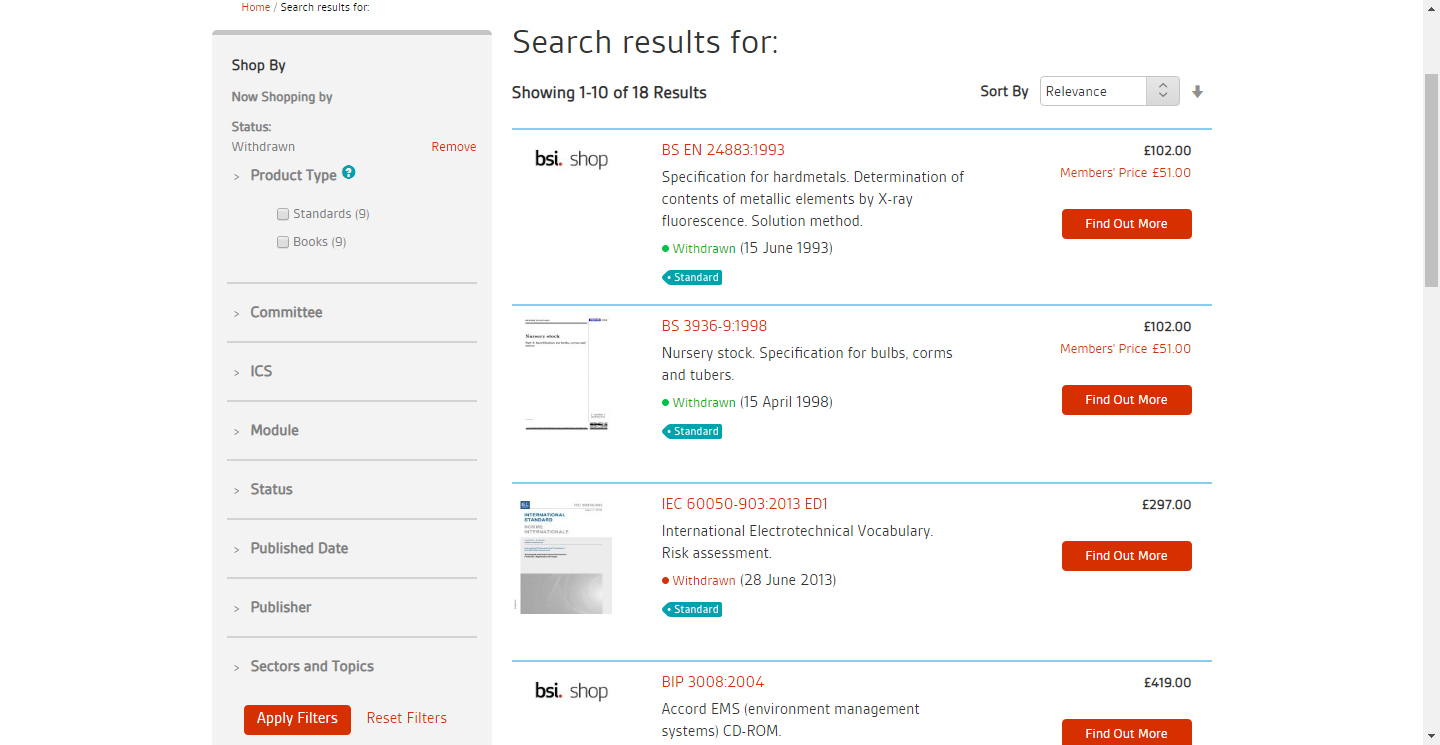 Home / Search results for:
Shop By
Now Shopping by
Status:
Withdrawn
Remove
Product Type ?
Standards (9)
Books (9)
Committee
ICS
Module
Status
Published Date
Publisher
Sectors and Topics
Apply Filters
Reset Filters
Search results for:
Showing 1-10 of 18 Results
Sort By
Relevance
bsi. shop
BS EN 24883:1993
Specification for hardmetals. Determination of
contents of metallic elements by X-ray
fluorescence. Solution method.
Withdrawn (15 June 1993)
Standard
£102.00
Members' Price £51.00
Find Out More
Nursery stock
BS 3936-9:1998
Nursery stock. Specification for bulbs, corms
and tubers.
Withdrawn (15 April 1998)
Standard
£102.00
Members' Price £51.00
Find Out More
INTERNATIONAL
STANDARD
NORME
INTERNATIONALE
IEC 60050-903:2013 ED1
International Electrotechnical Vocabulary.
Risk assessment.
Withdrawn (28 June 2013)
Standard
£297.00
Find Out More
bsi. shop
BIP 3008:2004
Accord EMS (environment management
systems) CD-ROM.
£419.00
Find Out More